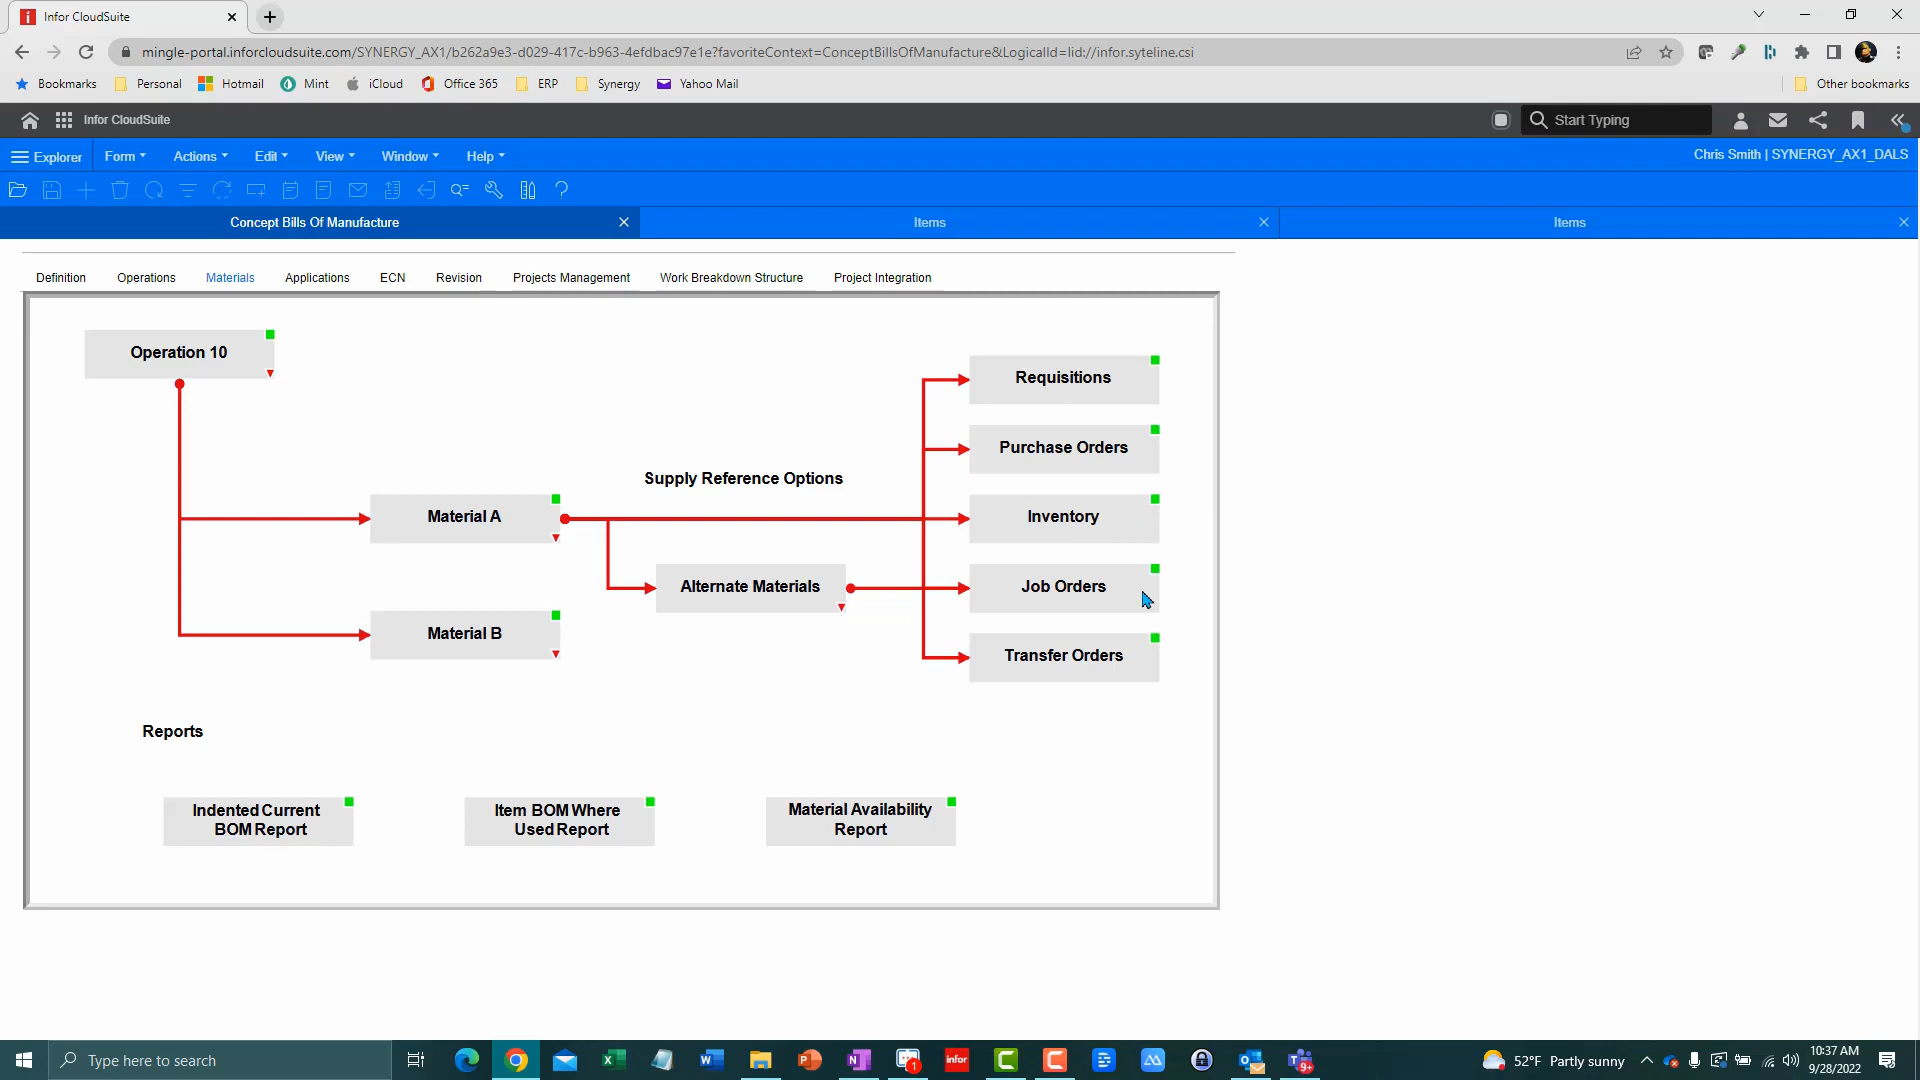 Infor CloudSuite
mingle-portal.inforcloudsuite.com/SYNERGY_AX1/b262a9e3-d029-417c-b963-4efdbac97e1e?favoriteContext=ConceptBillsOfManufacture&LogicalId=lid://infor.syteline.csi
Bookmarks Personal Hotmail Mint iCloud Office 365 ERP Synergy Yahoo Mail Other bookmarks
Infor CloudSuite Start Typing
Explorer Form Actions Edit View Window Help Chris Smith | SYNERGY_AX1_DALS
Concept Bills Of Manufacture Items Items
Definition Operations Materials Applications ECN Revision Projects Management Work Breakdown Structure Project Integration
Operation 10
Requisitions
Purchase Orders
Supply Reference Options
Material A Inventory
Alternate Materials Job Orders
Material B
Transfer Orders
Reports
Indented Current
BOM Report
Item BOM Where
Used Report
Material Availability
Report
Type here to search
infor
1
9+
52°F Partly sunny
10:37 AM
9/28/2022